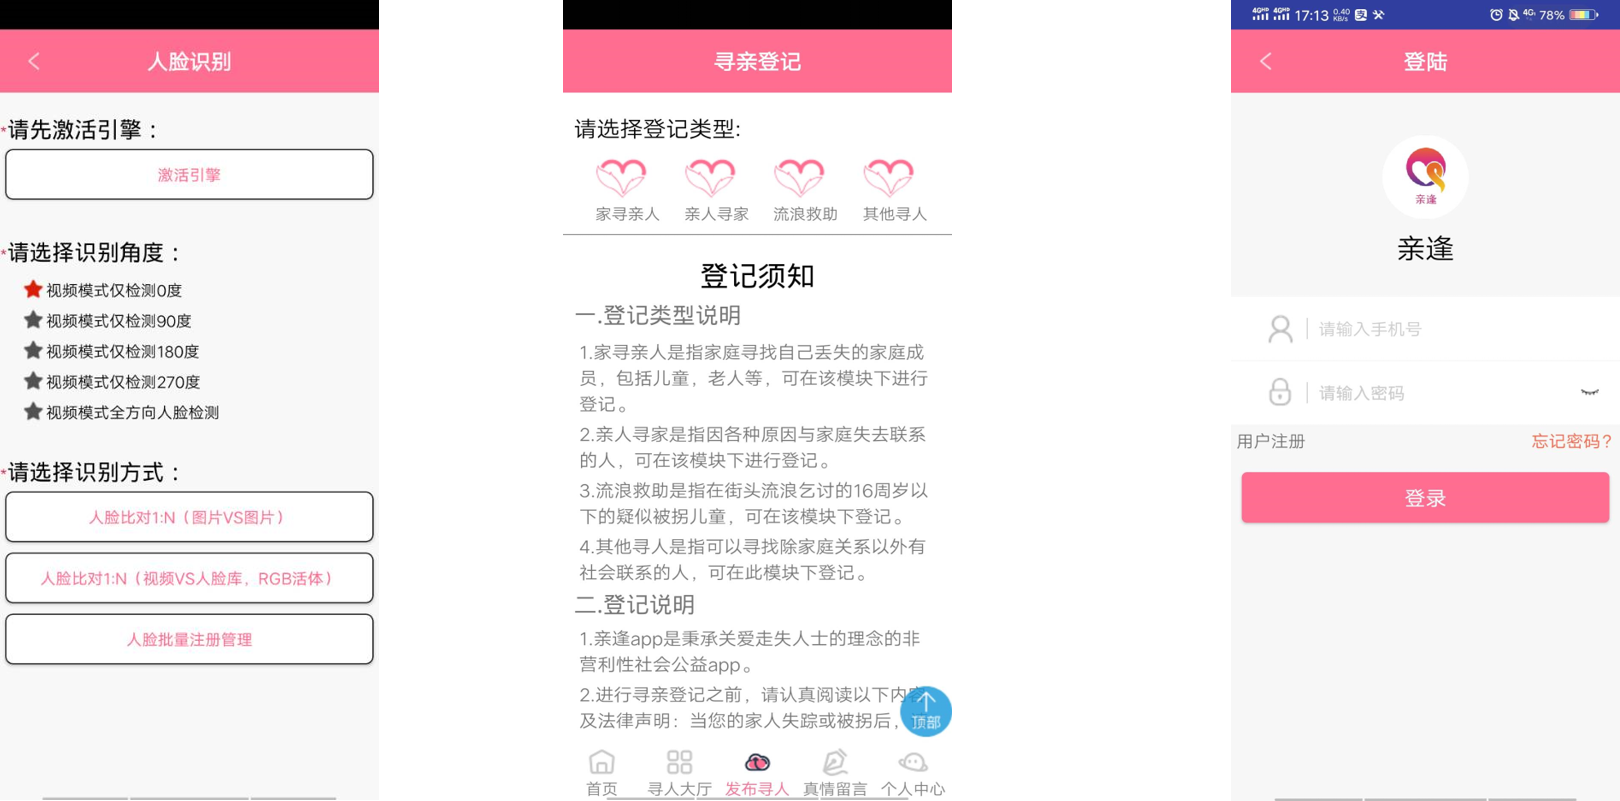 人脸识别
*请先激活引擎：
激活引擎
*请选择识别角度：
视频模式仅检测0度
视频模式仅检测90度
视频模式仅检测180度
视频模式仅检测270度
视频模式全方向人脸检测
*请选择识别方式：
人脸比对1:N（图片VS图片）
人脸比对1:N（视频VS人脸库，RGB活体）
人脸批量注册管理
寻亲登记
请选择登记类型:
家寻亲人 亲人寻家 流浪救助 其他寻人
登记须知
一.登记类型说明
1.家寻亲人是指家庭寻找自己丢失的家庭成
员，包括儿童，老人等，可在该模块下进行
登记。
2.亲人寻家是指因各种原因与家庭失去联系
的人，可在该模块下进行登记。
3.流浪救助是指在街头流浪乞讨的16周岁以
下的疑似被拐儿童，可在该模块下登记。
4.其他寻人是指可以寻找除家庭关系以外有
社会联系的人，可在此模块下登记。
二.登记说明
1.亲逢app是秉承关爱走失人士的理念的非
营利性社会公益app。
2.进行寻亲登记之前，请认真阅读以下内容
及法律声明：当您的家人失踪或被拐后，
顶部
首页 寻人大厅 发布寻人 真情留言 个人中心
4GHD 4GHD 17:13 0.40 KB/s 支 4G 78%
登陆
亲逢
亲逢
请输入手机号
请输入密码
用户注册 忘记密码?
登录